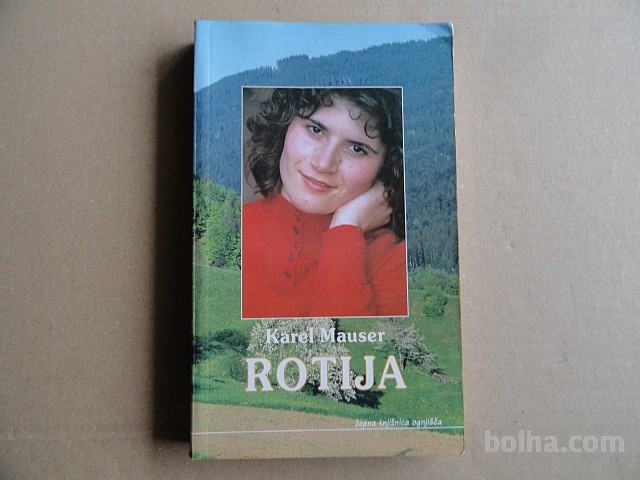 Karel Mauser
ROTIJA
žepna knjižnica ognjišča
bolha.com